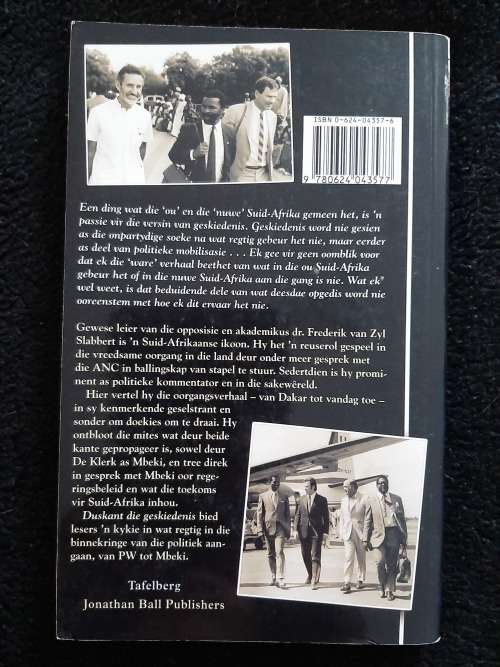 ISBN 0-624-04357-6
9 780624 043577
Een ding wat die ‘ou’ en die ‘nuwe’ Suid-Afrika gemeen het, is ’n
passie vir die versin van geskiedenis. Geskiedenis word nie gesien
as die onpartydige soeke na wat regtig gebeur het nie, maar eerder
as deel van politieke mobilisasie . . . Ek gee vir geen oomblik voor
dat ek die ‘ware’ verhaal beethet van wat in die ou Suid-Afrika
gebeur het of in die nuwe Suid-Afrika aan die gang is nie. Wat ek
wel weet, is dat beduidende dele van wat deesdae opgedis word nie
ooreenstem met hoe ek dit ervaar het nie.
Gewese leier van die opposisie en akademikus dr. Frederik van Zyl
Slabbert is ’n Suid-Afrikaanse ikoon. Hy het ’n reuserol gespeel in
die vreedsame oorgang in die land deur onder meer gesprek met
die ANC in ballingskap van stapel te stuur. Sedertdien is hy promi-
nent as politieke kommentator en in die sakewêreld.
Hier vertel hy die oorgangsverhaal – van Dakar tot vandag toe –
in sy kenmerkende geselstrant en
sonder om doekies om te draai. Hy
ontbloot die mites wat deur beide
kante gepropageer is, sowel deur
De Klerk as Mbeki, en tree direk
in gesprek met Mbeki oor rege-
ringsbeleid en wat die toekoms
vir Suid-Afrika inhou.
Duskant die geskiedenis bied
lesers ’n kykie in wat regtig in die
binnekringe van die politiek aan-
gaan, van PW tot Mbeki.
Tafelberg
Jonathan Ball Publishers